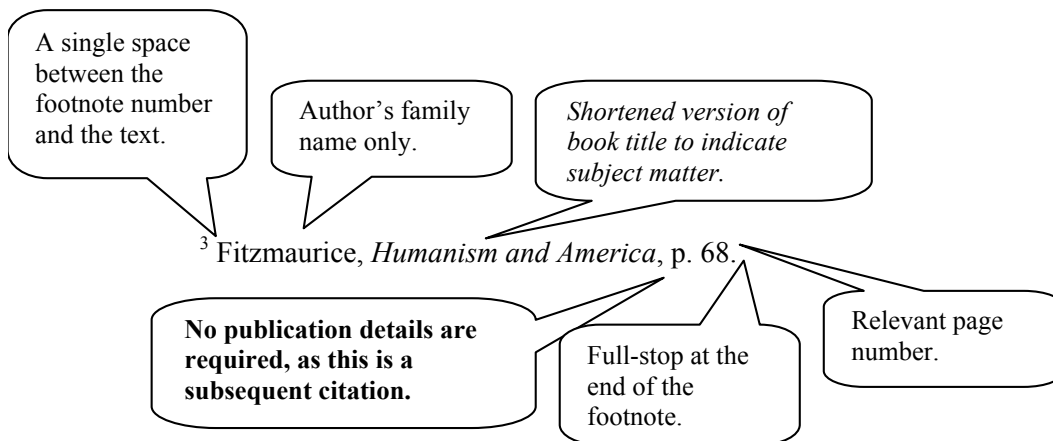 A single space
between the
footnote number
and the text.
Author's family
name only.
Shortened version of
book title to indicate
subject matter.
3 Fitzmaurice, Humanism and America, p. 68.
No publication details are
required, as this is a
subsequent citation.
Full-stop at the
end of the
footnote.
Relevant page
number.